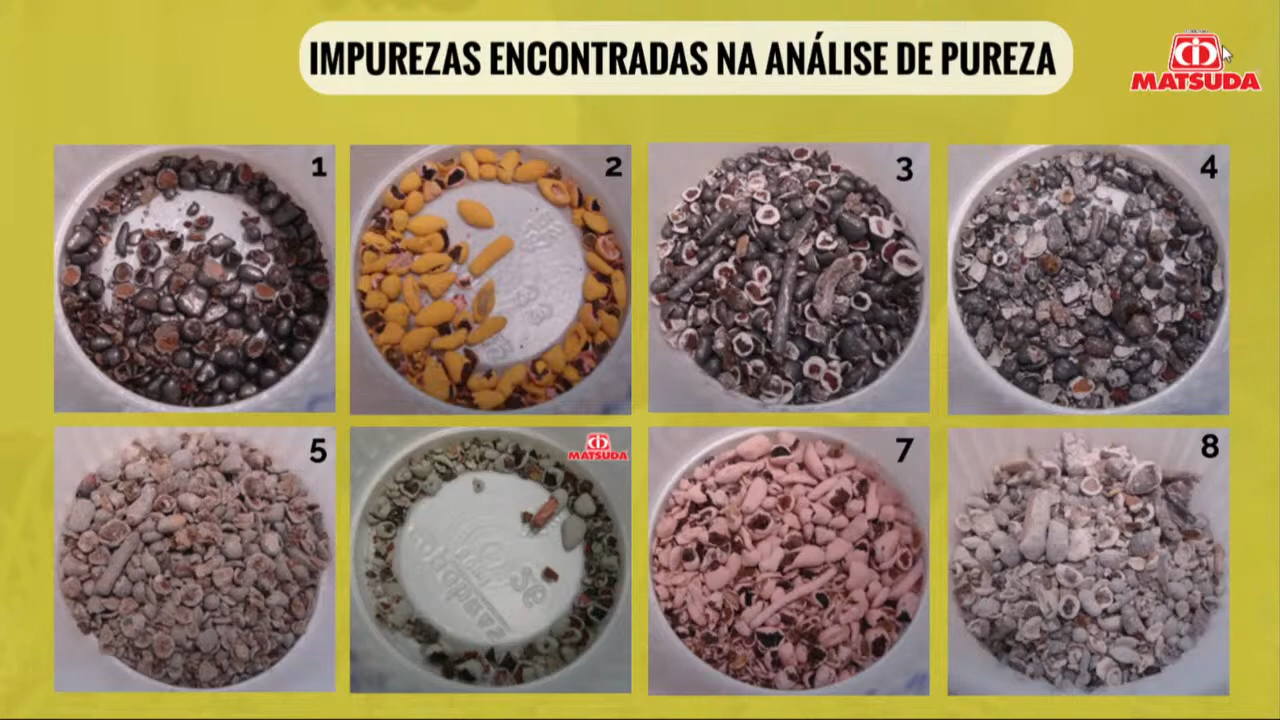 IMPUREZAS ENCONTRADAS NA ANÁLISE DE PUREZA
MATSUDA
1
2
3
4
5
MATSUDA
7
8